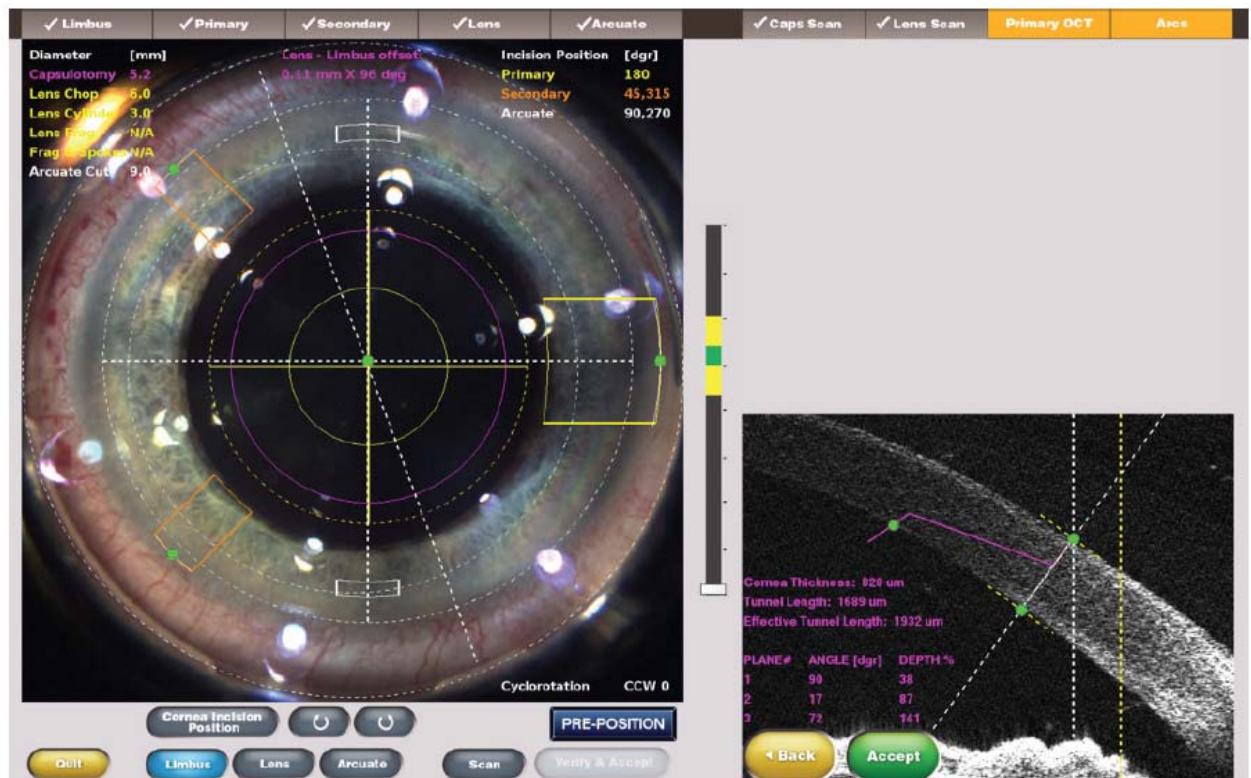 ✓ Limbus ✓ Primary ✓ Secondary ✓ Lens ✓ Arcuate ✓ Caps Scan ✓ Lens Scan Primary OCT Arcs
Diameter [mm]
Capsulotomy 5.2
Lens Chop 6.0
Lens Cylinder 3.0
Lens Frag N/A
Frag Spokes N/A
Arcuate Cut 9.0
Lens - Limbus offset
0.11 mm X 96 deg
Incision Position [dgr]
Primary 180
Secondary 45,315
Arcuate 90,270
Cyclorotation CCW 0
Cornea Thickness: 820 um
Tunnel Length: 1689 um
Effective Tunnel Length: 1932 um
PLANE# ANGLE [dgr] DEPTH %
1 90 38
2 17 87
3 72 141
Cornea Incision
Position
PRE-POSITION
Quit Limbus Lens Arcuate Scan Verify & Accept
Back Accept